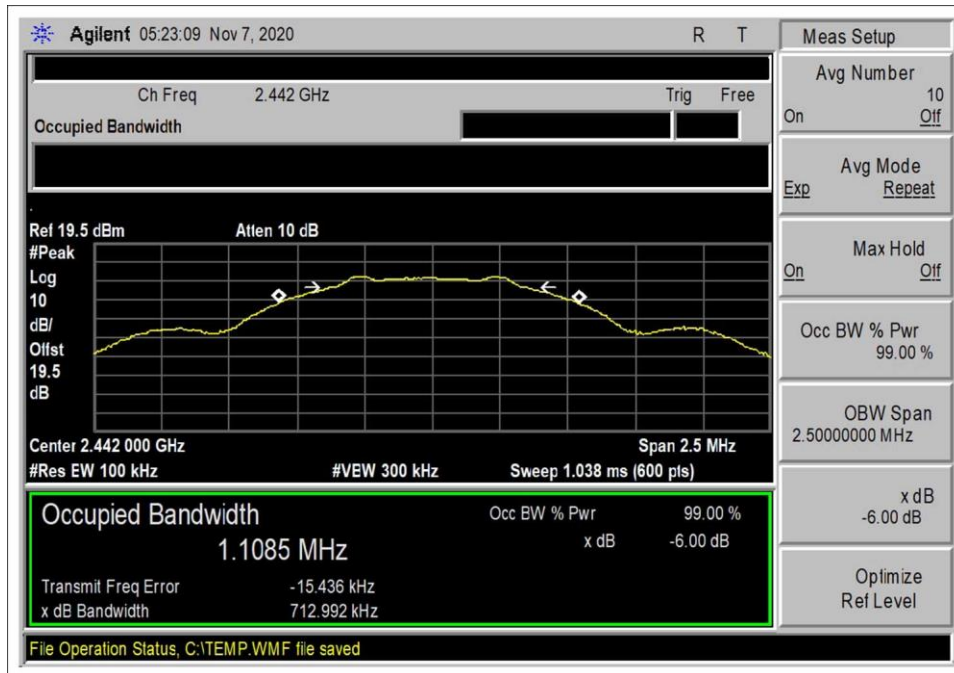 Agilent 05:23:09 Nov 7, 2020 R T
Ch Freq 2.442 GHz Trig Free
Occupied Bandwidth
Ref 19.5 dBm Atten 10 dB
#Peak
Log
10
dB/
Offst
19.5
dB
Center 2.442 000 GHz Span 2.5 MHz
#Res EW 100 kHz #VEW 300 kHz Sweep 1.038 ms (600 pts)
Occupied Bandwidth Occ BW % Pwr 99.00 %
1.1085 MHz x dB -6.00 dB
Transmit Freq Error -15.436 kHz
x dB Bandwidth 712.992 kHz
File Operation Status, C:\TEMP.WMF file saved
Meas Setup
Avg Number
10
On Off
Avg Mode
Exp Repeat
Max Hold
On Off
Occ BW % Pwr
99.00 %
OBW Span
2.50000000 MHz
x dB
-6.00 dB
Optimize
Ref Level